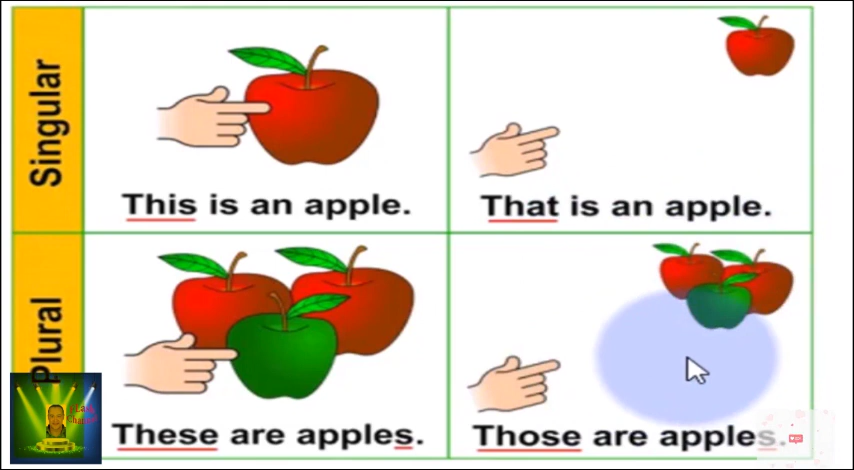 Singular
This is an apple.
That is an apple.
Plural
These are apples.
Those are apples.